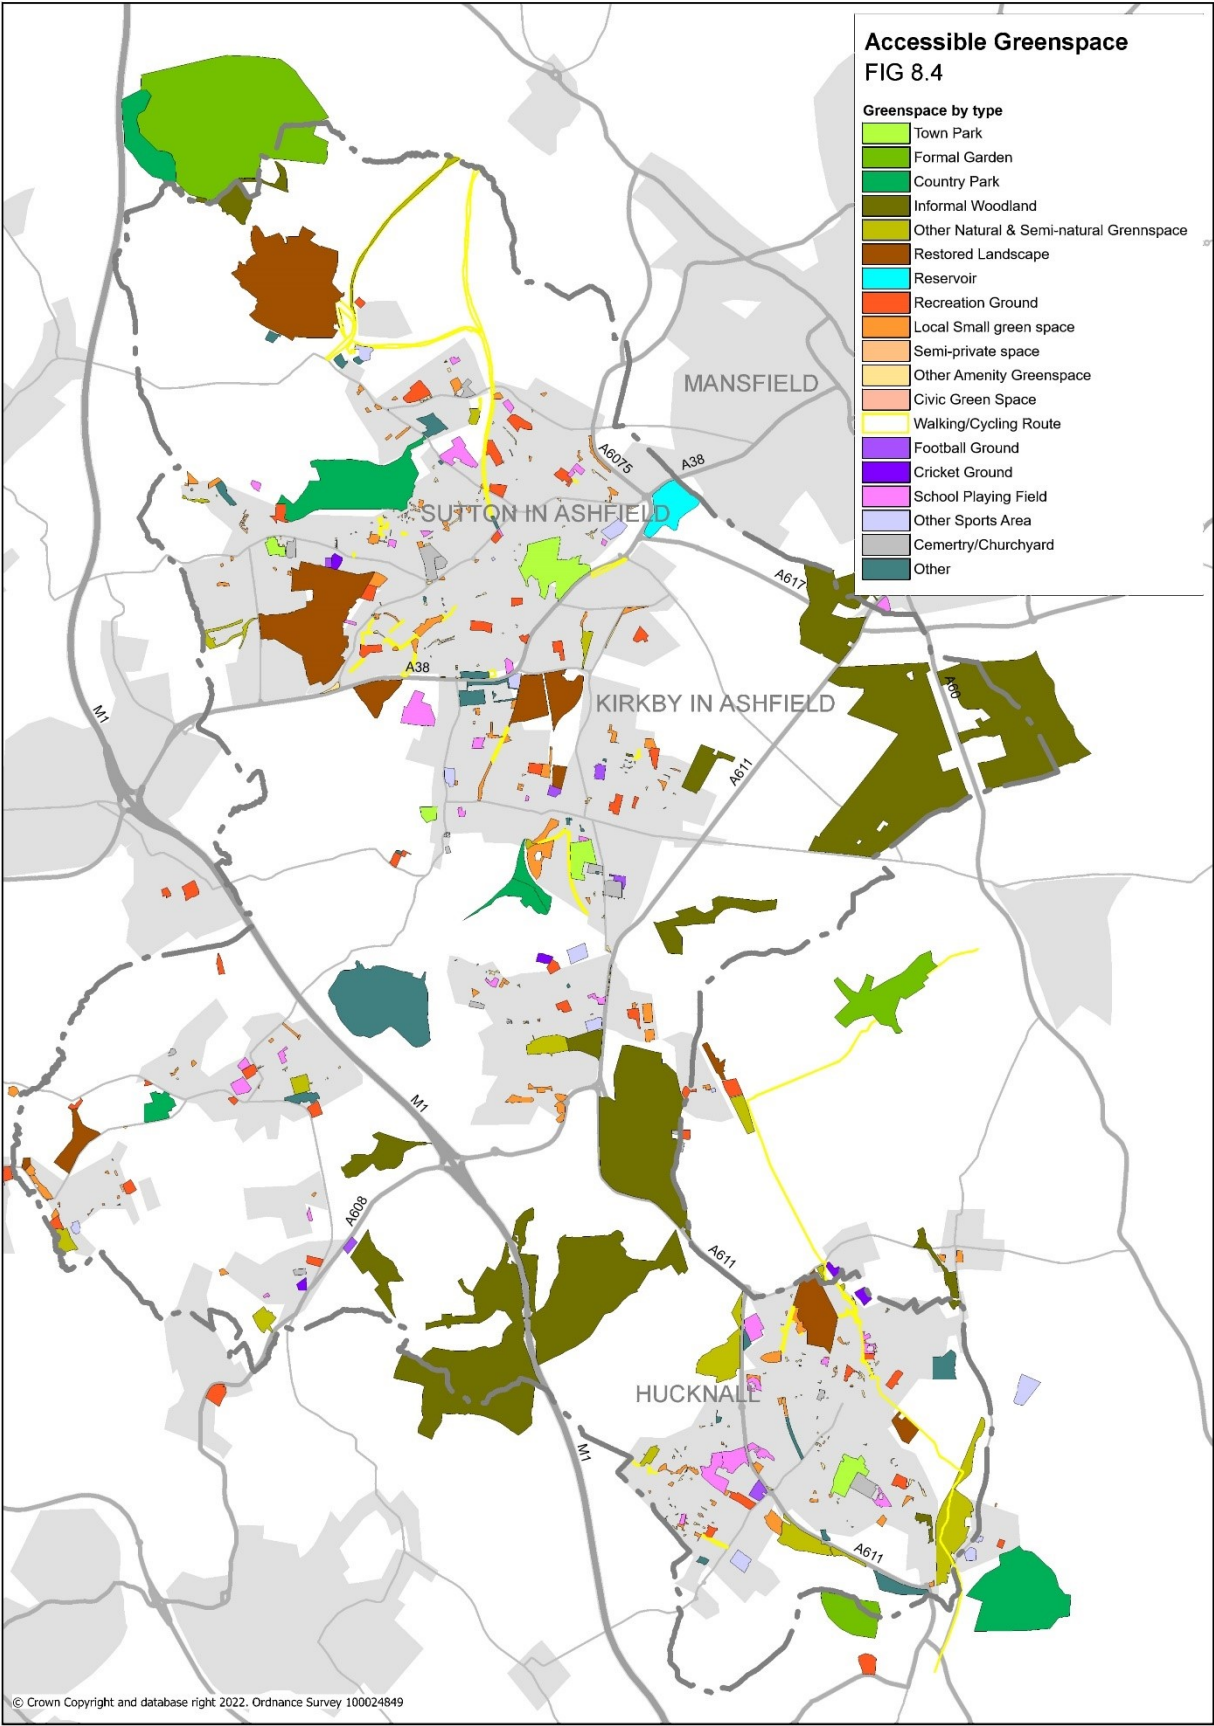 Accessible Greenspace
FIG 8.4
Greenspace by type
Town Park
Formal Garden
Country Park
Informal Woodland
Other Natural & Semi-natural Grennspace
Restored Landscape
Reservoir
Recreation Ground
Local Small green space
Semi-private space
Other Amenity Greenspace
Civic Green Space
Walking/Cycling Route
Football Ground
Cricket Ground
School Playing Field
Other Sports Area
Cemertry/Churchyard
Other
MANSFIELD
A6075
A38
SUTTON IN ASHFIELD
A617
A38
A60
M1
KIRKBY IN ASHFIELD
A611
M1
A608
A611
HUCKNALL
M1
A611
© Crown Copyright and database right 2022. Ordnance Survey 100024849